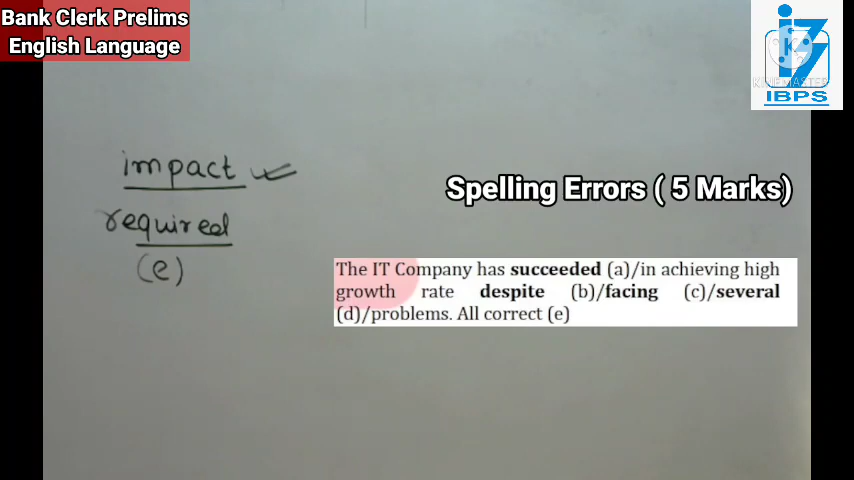 Bank Clerk Prelims
English Language
K
KINEMASTER
IBPS
impact
required
(e)
Spelling Errors ( 5 Marks)
The IT Company has succeeded (a)/in achieving high
growth rate despite (b)/facing (c)/several
(d)/problems. All correct (e)